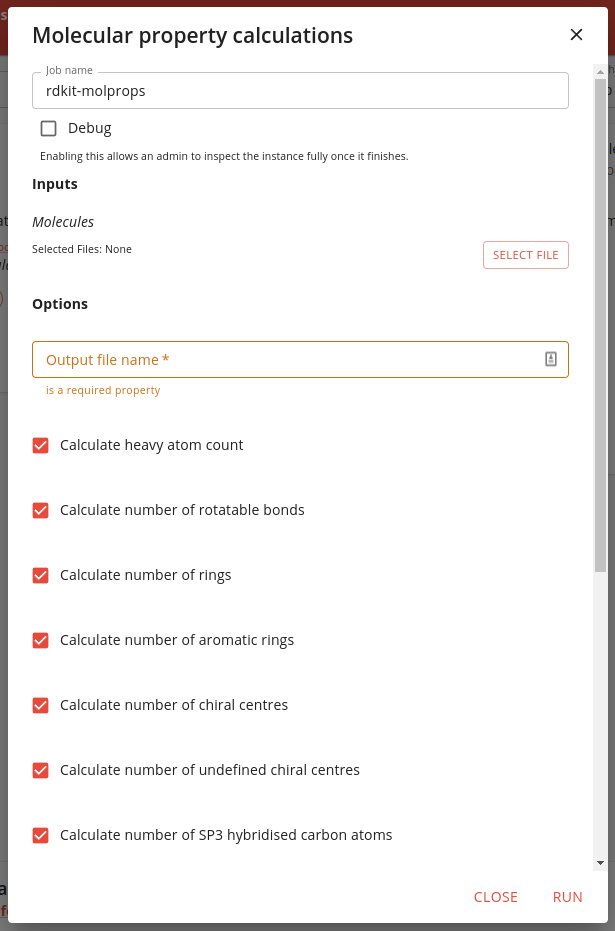 Molecular property calculations
Job name
rdkit-molprops
Debug
Enabling this allows an admin to inspect the instance fully once it finishes.
Inputs
Molecules
Selected Files: None
SELECT FILE
Options
Output file name *
is a required property
Calculate heavy atom count
Calculate number of rotatable bonds
Calculate number of rings
Calculate number of aromatic rings
Calculate number of chiral centres
Calculate number of undefined chiral centres
Calculate number of SP3 hybridised carbon atoms
CLOSE
RUN